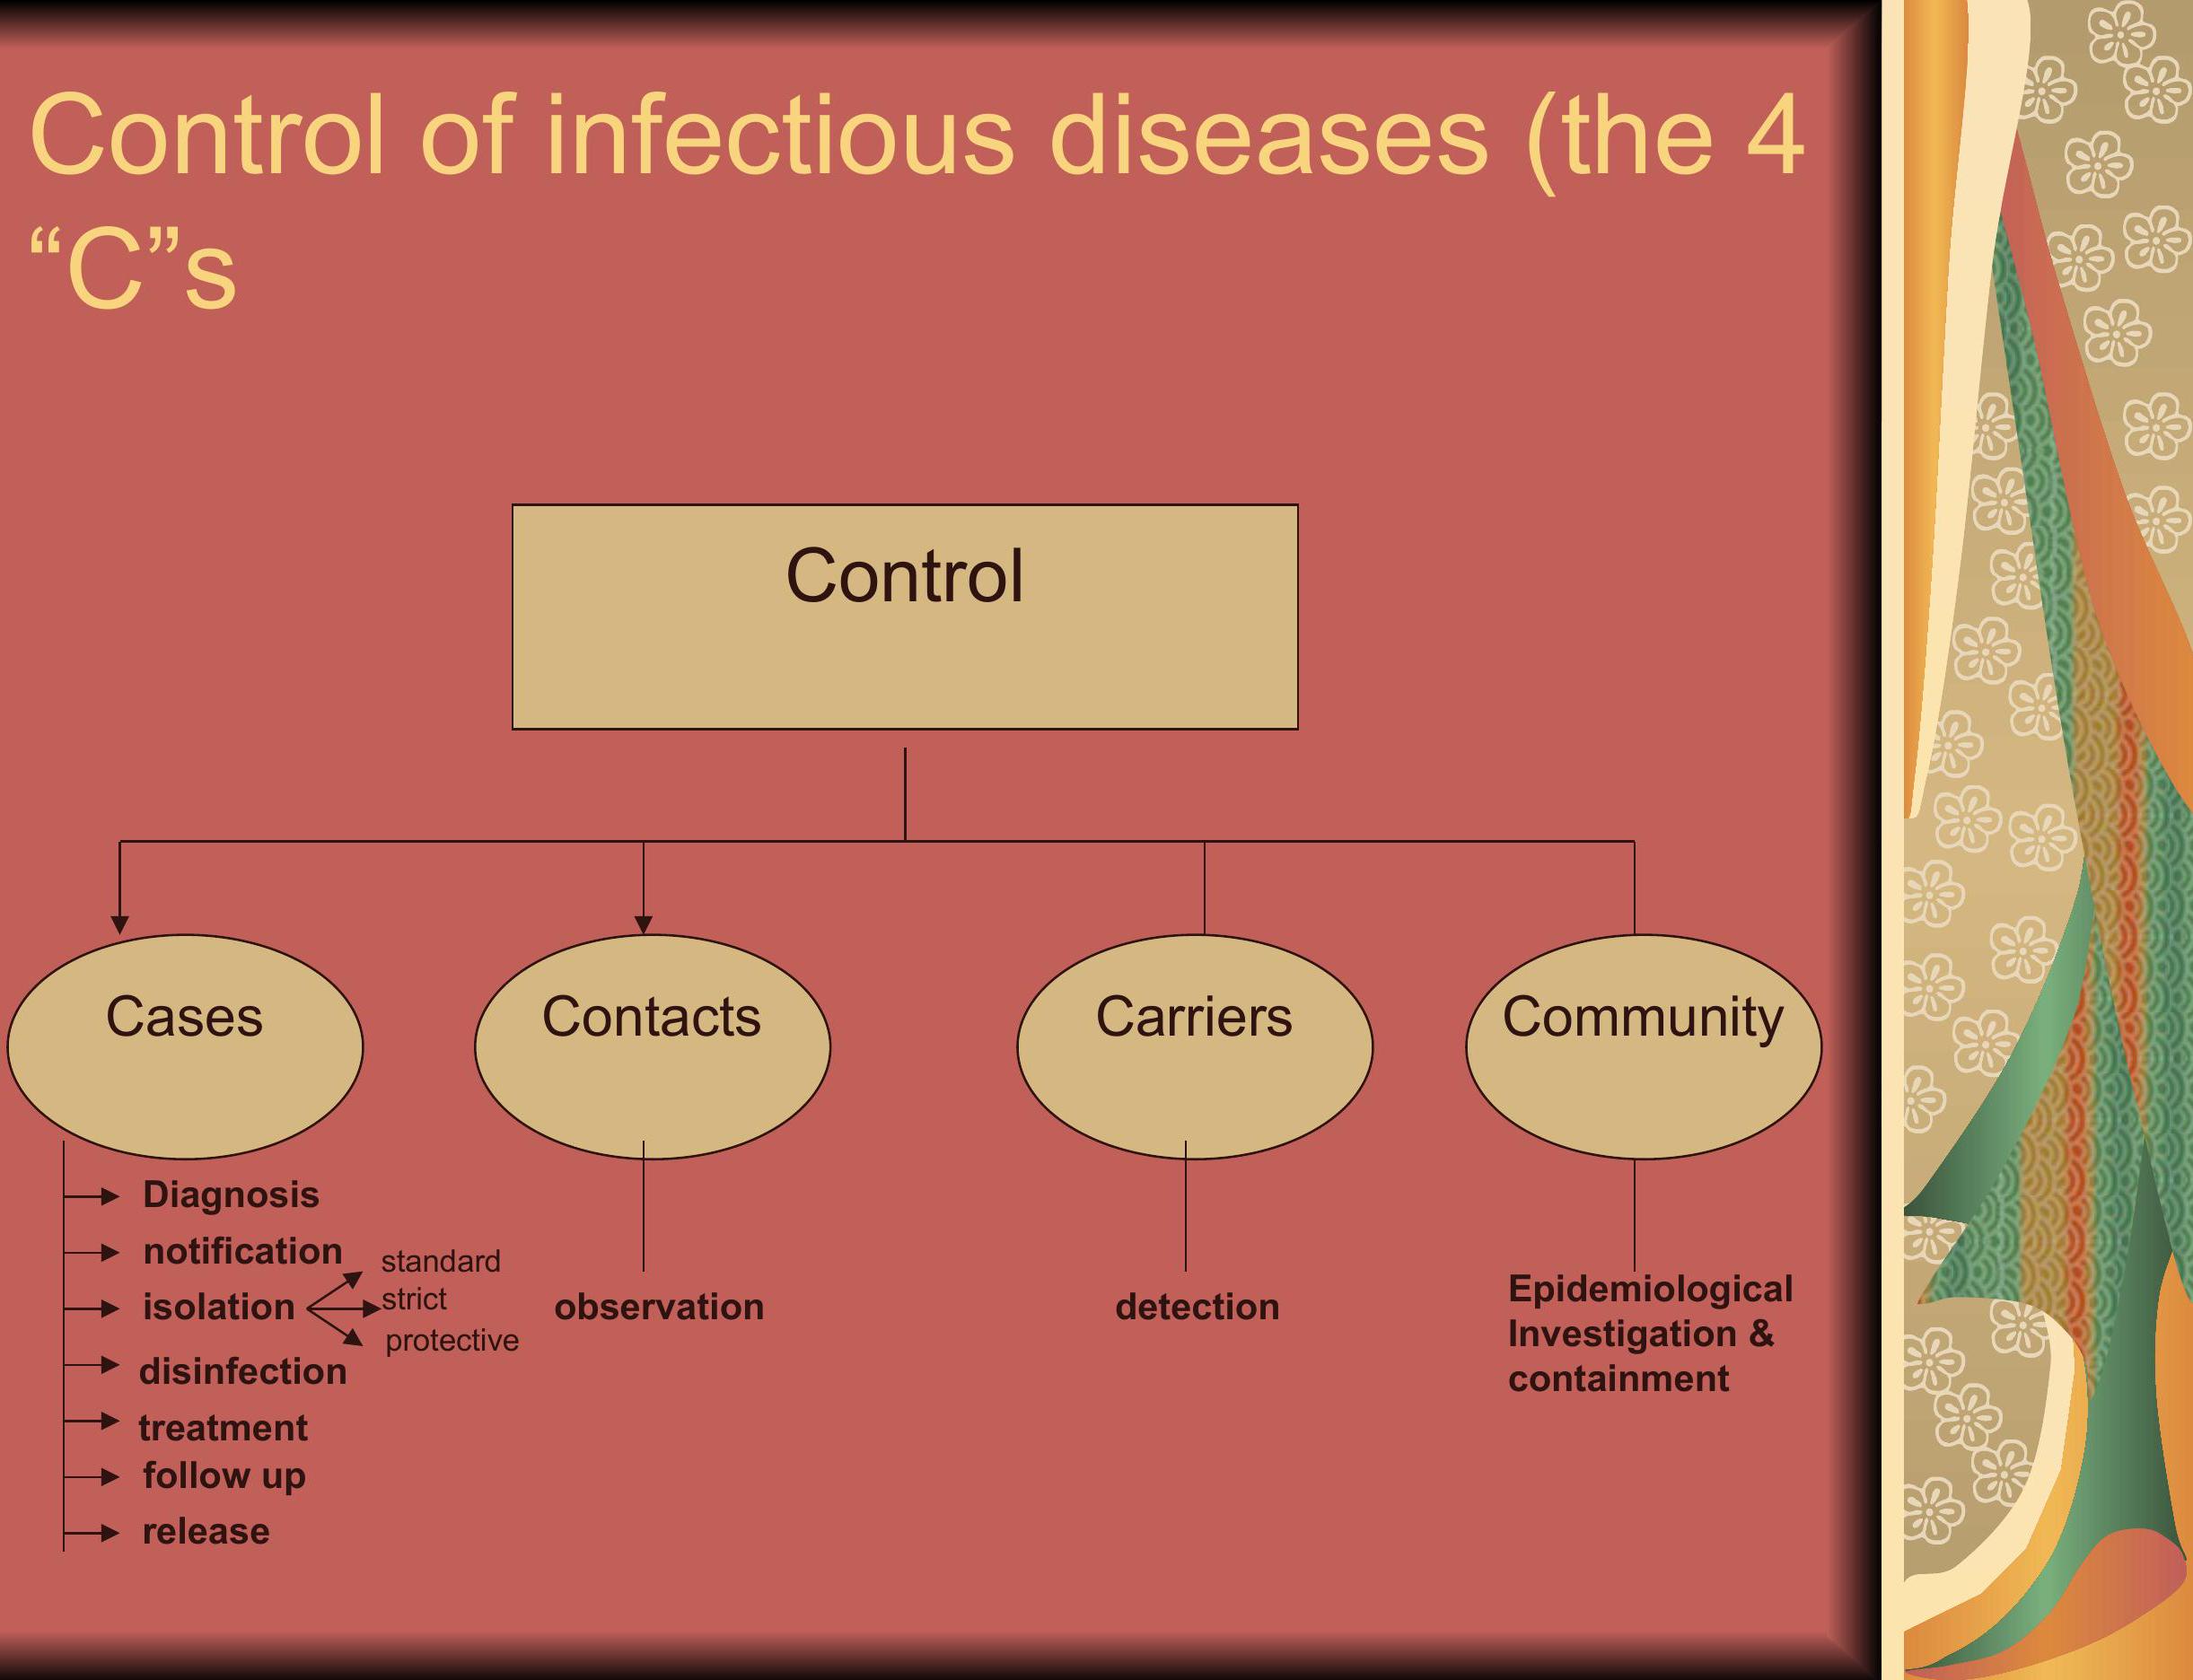 Control of infectious diseases (the 4
“C”s
Control
Cases
Contacts
Carriers
Community
Diagnosis
notification
isolation
standard
strict
protective
disinfection
treatment
follow up
release
observation
detection
Epidemiological
Investigation &
containment